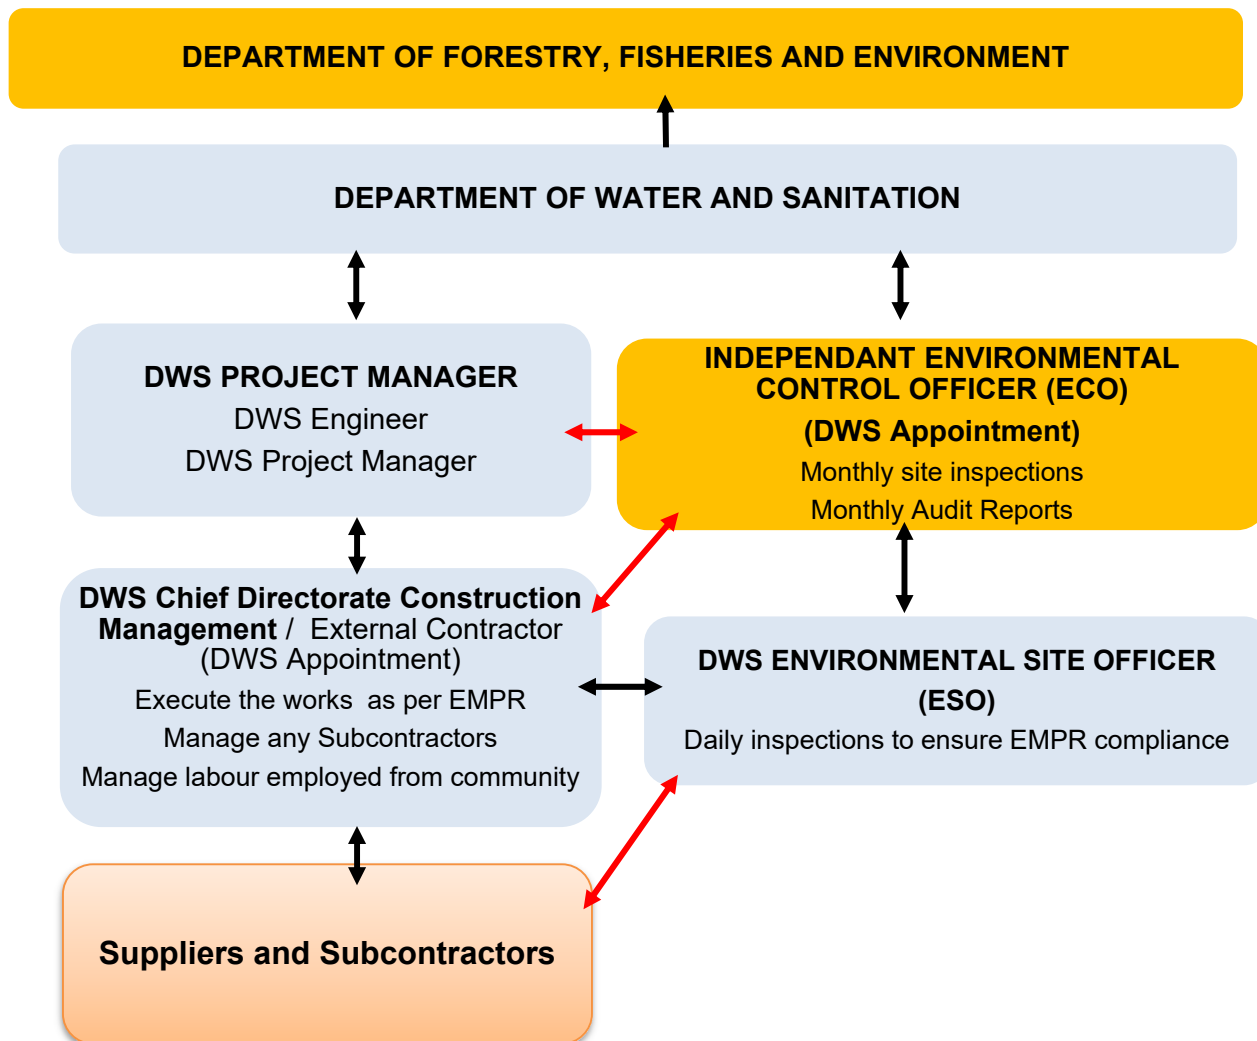 DEPARTMENT OF FORESTRY, FISHERIES AND ENVIRONMENT
DEPARTMENT OF WATER AND SANITATION
DWS PROJECT MANAGER
DWS Engineer
DWS Project Manager
INDEPENDANT ENVIRONMENTAL
CONTROL OFFICER (ECO)
(DWS Appointment)
Monthly site inspections
Monthly Audit Reports
DWS Chief Directorate Construction
Management / External Contractor
(DWS Appointment)
Execute the works as per EMPR
Manage any Subcontractors
Manage labour employed from community
DWS ENVIRONMENTAL SITE OFFICER
(ESO)
Daily inspections to ensure EMPR compliance
Suppliers and Subcontractors